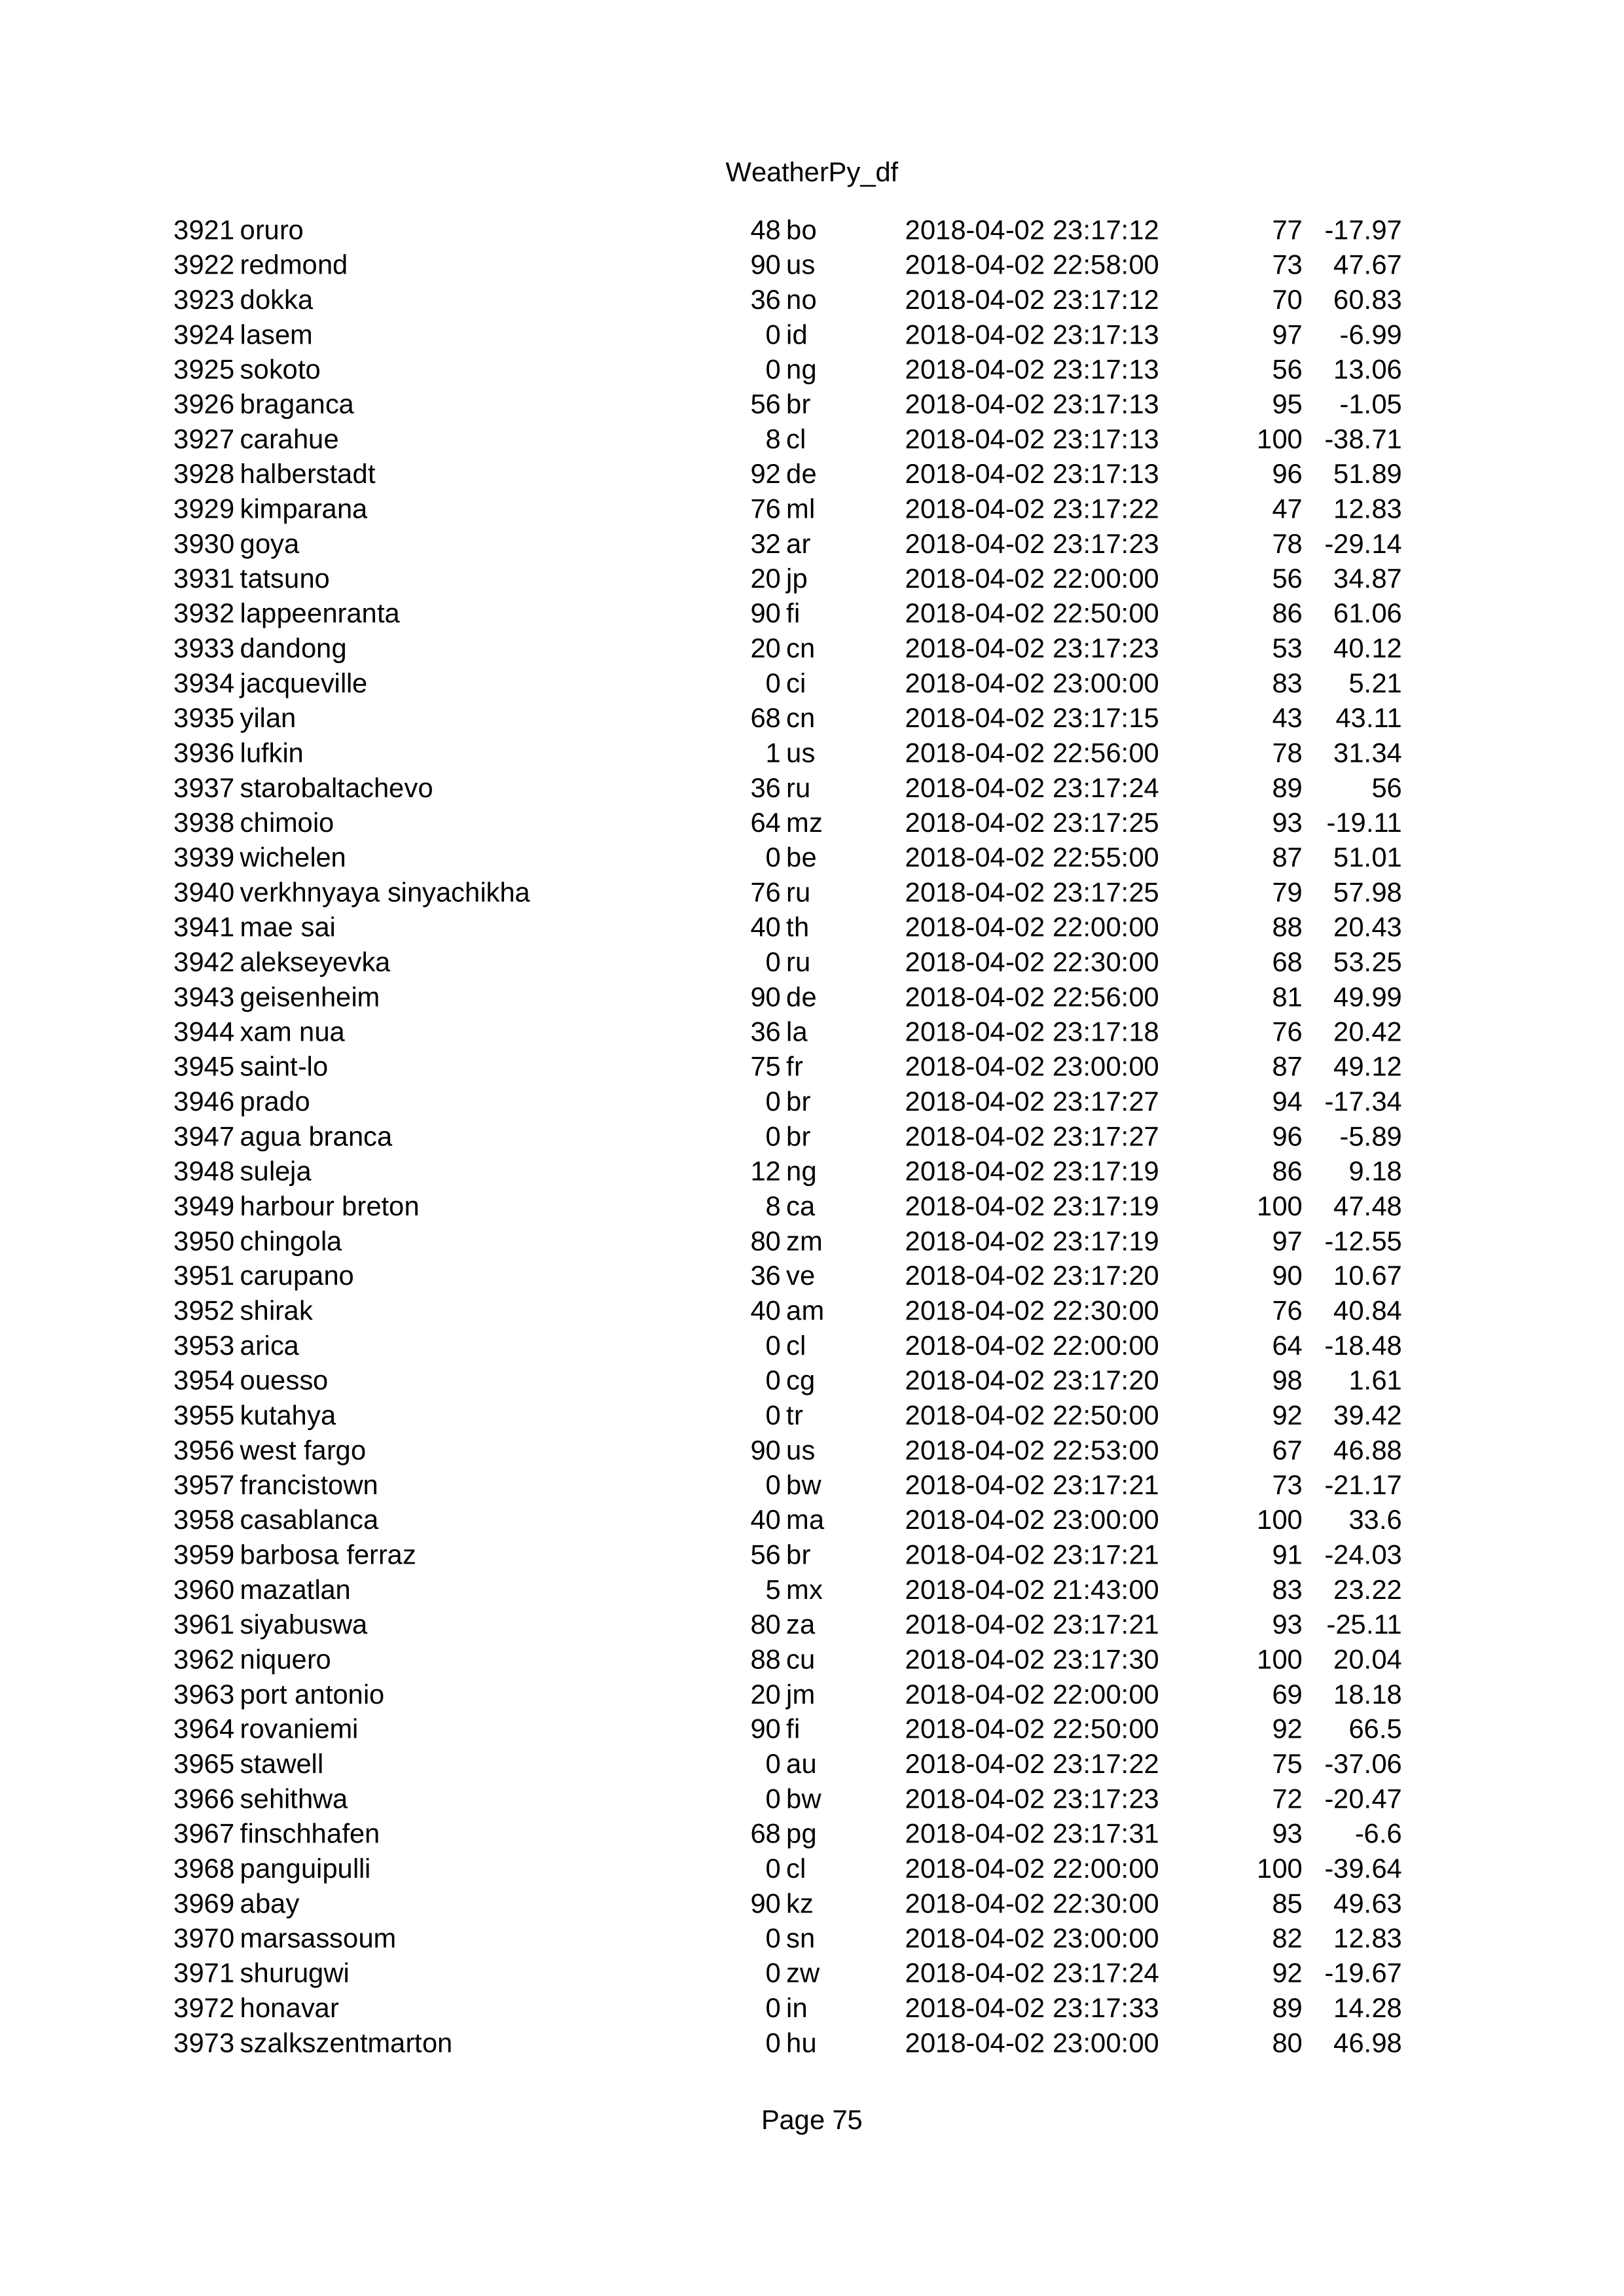 WeatherPy_df
3921 oruro 48 bo 2018-04-02 23:17:12 77 -17.97
3922 redmond 90 us 2018-04-02 22:58:00 73 47.67
3923 dokka 36 no 2018-04-02 23:17:12 70 60.83
3924 lasem 0 id 2018-04-02 23:17:13 97 -6.99
3925 sokoto 0 ng 2018-04-02 23:17:13 56 13.06
3926 braganca 56 br 2018-04-02 23:17:13 95 -1.05
3927 carahue 8 cl 2018-04-02 23:17:13 100 -38.71
3928 halberstadt 92 de 2018-04-02 23:17:13 96 51.89
3929 kimparana 76 ml 2018-04-02 23:17:22 47 12.83
3930 goya 32 ar 2018-04-02 23:17:23 78 -29.14
3931 tatsuno 20 jp 2018-04-02 22:00:00 56 34.87
3932 lappeenranta 90 fi 2018-04-02 22:50:00 86 61.06
3933 dandong 20 cn 2018-04-02 23:17:23 53 40.12
3934 jacqueville 0 ci 2018-04-02 23:00:00 83 5.21
3935 yilan 68 cn 2018-04-02 23:17:15 43 43.11
3936 lufkin 1 us 2018-04-02 22:56:00 78 31.34
3937 starobaltachevo 36 ru 2018-04-02 23:17:24 89 56
3938 chimoio 64 mz 2018-04-02 23:17:25 93 -19.11
3939 wichelen 0 be 2018-04-02 22:55:00 87 51.01
3940 verkhnyaya sinyachikha 76 ru 2018-04-02 23:17:25 79 57.98
3941 mae sai 40 th 2018-04-02 22:00:00 88 20.43
3942 alekseyevka 0 ru 2018-04-02 22:30:00 68 53.25
3943 geisenheim 90 de 2018-04-02 22:56:00 81 49.99
3944 xam nua 36 la 2018-04-02 23:17:18 76 20.42
3945 saint-lo 75 fr 2018-04-02 23:00:00 87 49.12
3946 prado 0 br 2018-04-02 23:17:27 94 -17.34
3947 agua branca 0 br 2018-04-02 23:17:27 96 -5.89
3948 suleja 12 ng 2018-04-02 23:17:19 86 9.18
3949 harbour breton 8 ca 2018-04-02 23:17:19 100 47.48
3950 chingola 80 zm 2018-04-02 23:17:19 97 -12.55
3951 carupano 36 ve 2018-04-02 23:17:20 90 10.67
3952 shirak 40 am 2018-04-02 22:30:00 76 40.84
3953 arica 0 cl 2018-04-02 22:00:00 64 -18.48
3954 ouesso 0 cg 2018-04-02 23:17:20 98 1.61
3955 kutahya 0 tr 2018-04-02 22:50:00 92 39.42
3956 west fargo 90 us 2018-04-02 22:53:00 67 46.88
3957 francistown 0 bw 2018-04-02 23:17:21 73 -21.17
3958 casablanca 40 ma 2018-04-02 23:00:00 100 33.6
3959 barbosa ferraz 56 br 2018-04-02 23:17:21 91 -24.03
3960 mazatlan 5 mx 2018-04-02 21:43:00 83 23.22
3961 siyabuswa 80 za 2018-04-02 23:17:21 93 -25.11
3962 niquero 88 cu 2018-04-02 23:17:30 100 20.04
3963 port antonio 20 jm 2018-04-02 22:00:00 69 18.18
3964 rovaniemi 90 fi 2018-04-02 22:50:00 92 66.5
3965 stawell 0 au 2018-04-02 23:17:22 75 -37.06
3966 sehithwa 0 bw 2018-04-02 23:17:23 72 -20.47
3967 finschhafen 68 pg 2018-04-02 23:17:31 93 -6.6
3968 panguipulli 0 cl 2018-04-02 22:00:00 100 -39.64
3969 abay 90 kz 2018-04-02 22:30:00 85 49.63
3970 marsassoum 0 sn 2018-04-02 23:00:00 82 12.83
3971 shurugwi 0 zw 2018-04-02 23:17:24 92 -19.67
3972 honavar 0 in 2018-04-02 23:17:33 89 14.28
3973 szalkszentmarton 0 hu 2018-04-02 23:00:00 80 46.98
Page 75